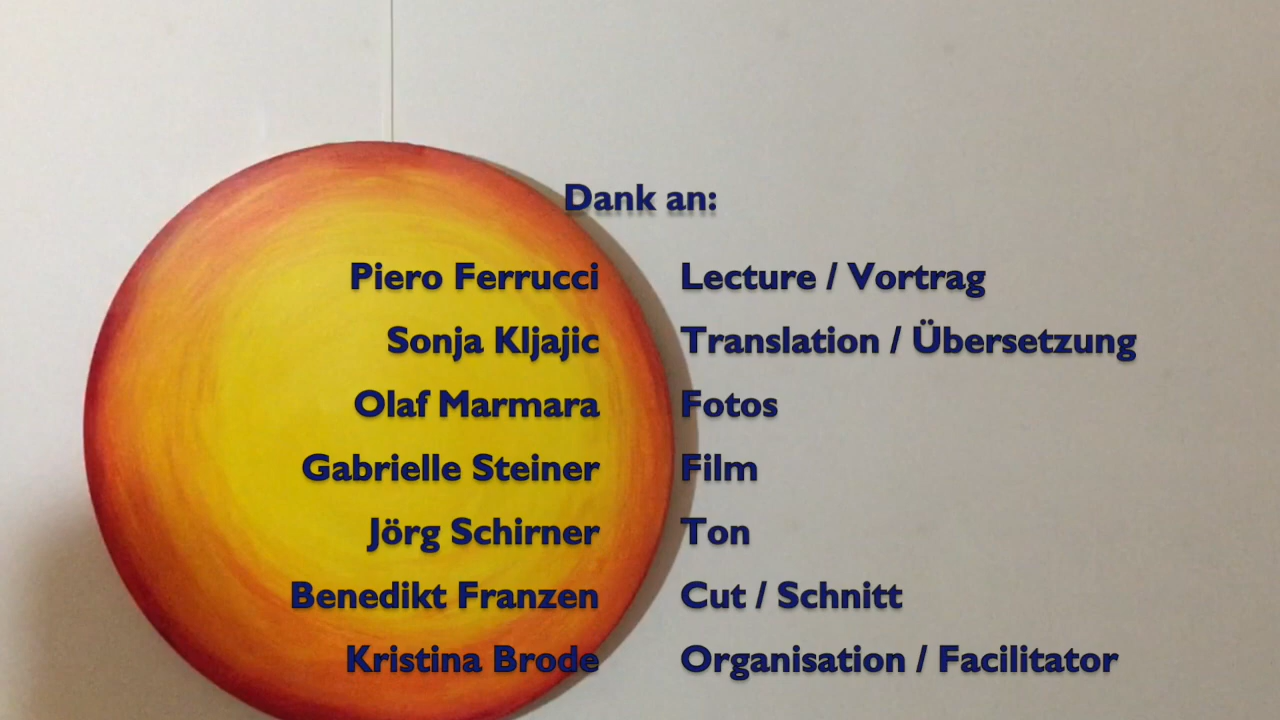 Dank an:
Piero Ferrucci Lecture / Vortrag
Sonja Kljajic Translation / Übersetzung
Olaf Marmara Fotos
Gabrielle Steiner Film
Jörg Schirner Ton
Benedikt Franzen Cut / Schnitt
Kristina Brode Organisation / Facilitator